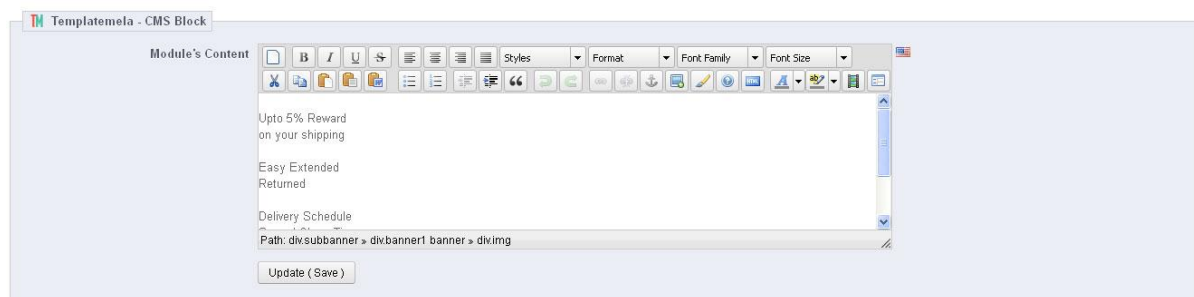 TM Templatemela - CMS Block
Module's Content
B I U S Styles Format Font Family Font Size
Upto 5% Reward
on your shipping
Easy Extended
Returned
Delivery Schedule
Path: div.subbanner » div.banner1 banner » div.img
Update ( Save )